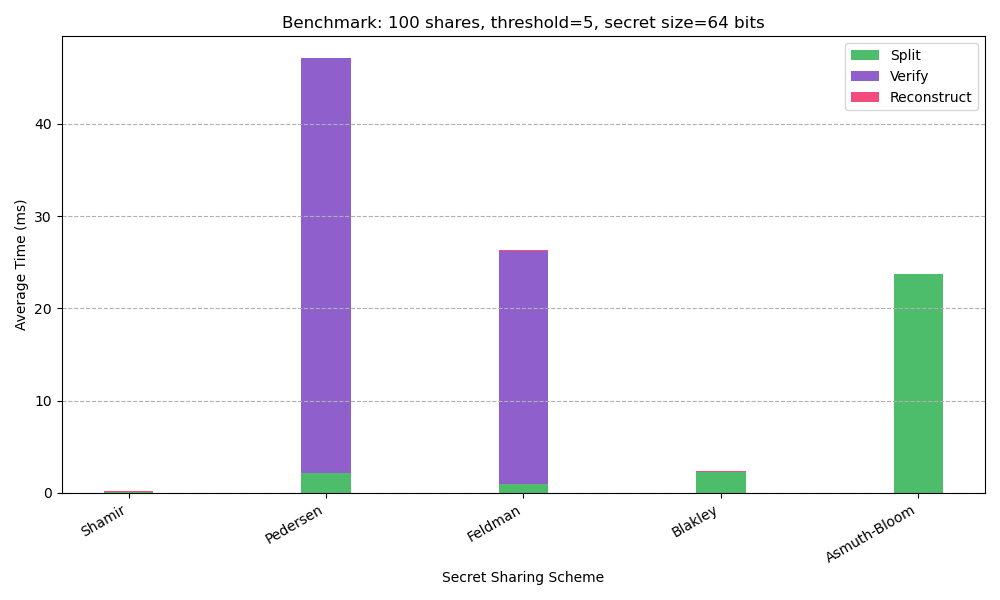 Benchmark: 100 shares, threshold=5, secret size=64 bits
Split
Verify
Reconstruct
Average Time (ms)
40
30
20
10
0
Shamir
Pedersen
Feldman
Blakley
Asmuth-Bloom
Secret Sharing Scheme